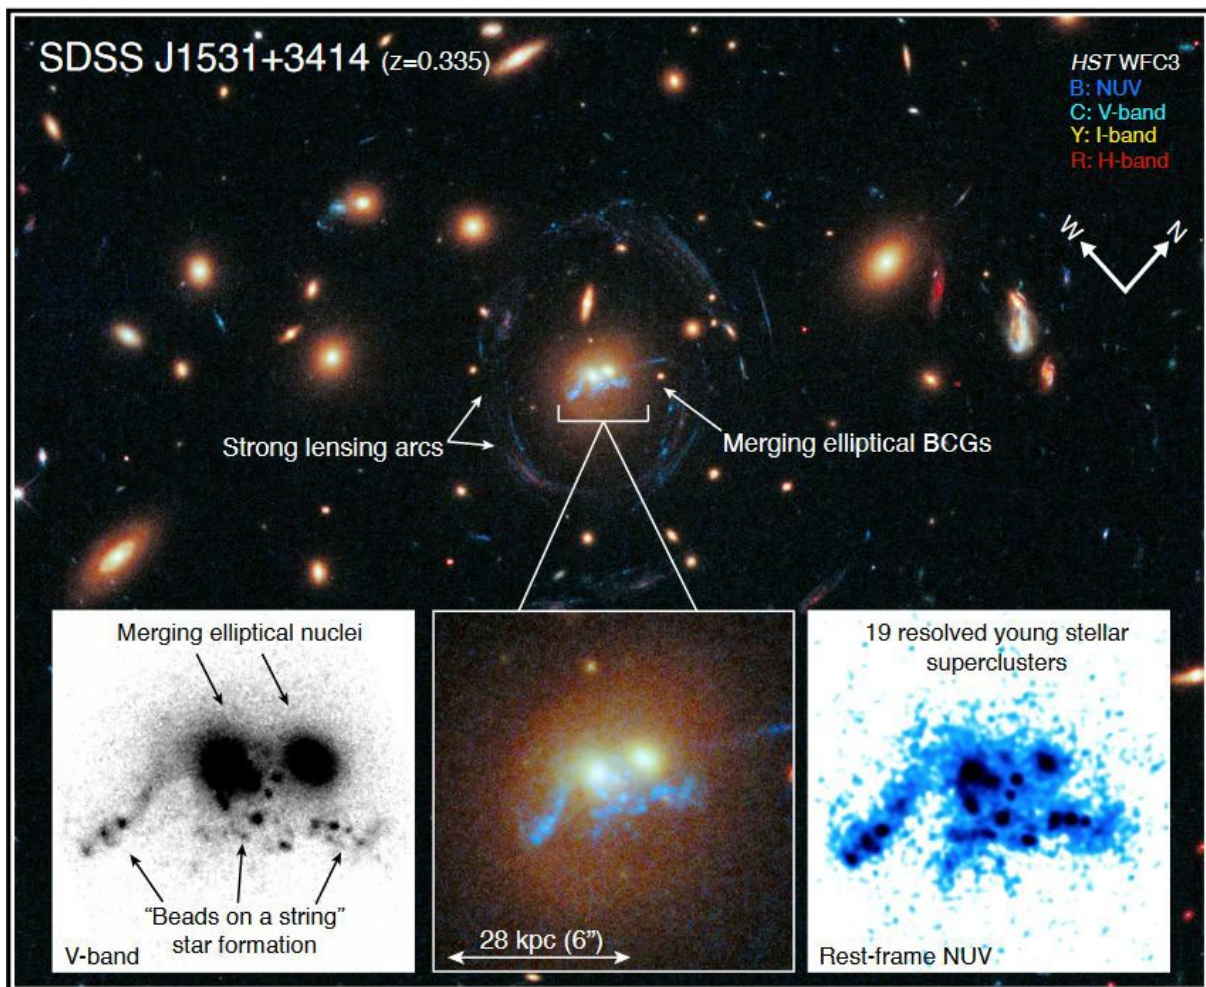 SDSS J1531+3414 (z=0.335)
HST WFC3
B: NUV
C: V-band
Y: I-band
R: H-band
W
N
Strong lensing arcs
Merging elliptical BCGs
Merging elliptical nuclei
“Beads on a string”
star formation
V-band
28 kpc (6”)
19 resolved young stellar
superclusters
Rest-frame NUV